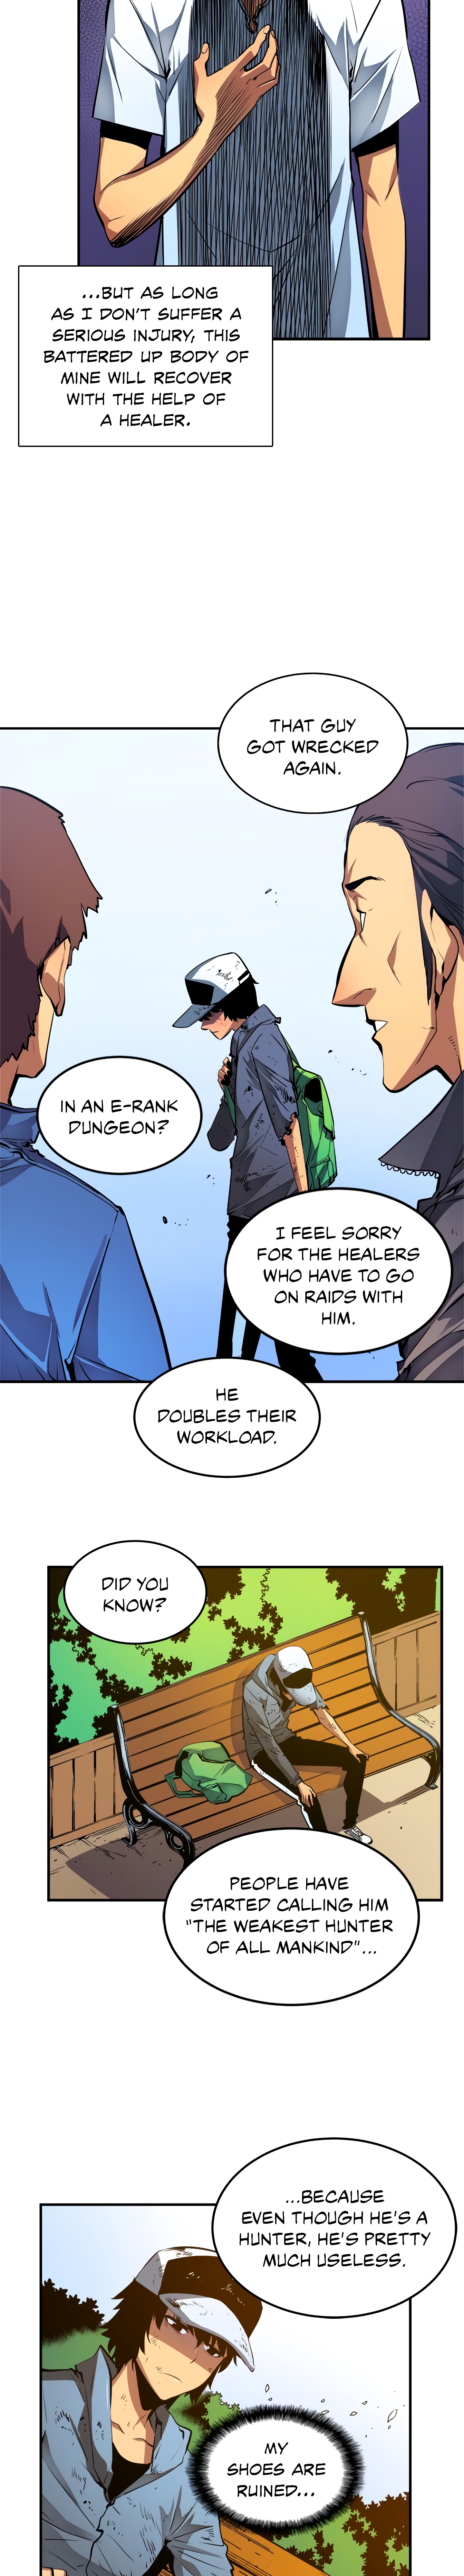 ...BUT AS LONG
AS I DON'T SUFFER A
SERIOUS INJURY, THIS
BATTERED UP BODY OF
MINE WILL RECOVER
WITH THE HELP OF
A HEALER.
THAT GUY
GOT WRECKED
AGAIN.
IN AN E-RANK
DUNGEON?
I FEEL SORRY
FOR THE HEALERS
WHO HAVE TO GO
ON RAIDS WITH
HIM.
HE
DOUBLES THEIR
WORKLOAD.
DID YOU
KNOW?
PEOPLE HAVE
STARTED CALLING HIM
"THE WEAKEST HUNTER
OF ALL MANKIND"...
...BECAUSE
EVEN THOUGH HE'S A
HUNTER, HE'S PRETTY
MUCH USELESS.
MY
SHOES ARE
RUINED...